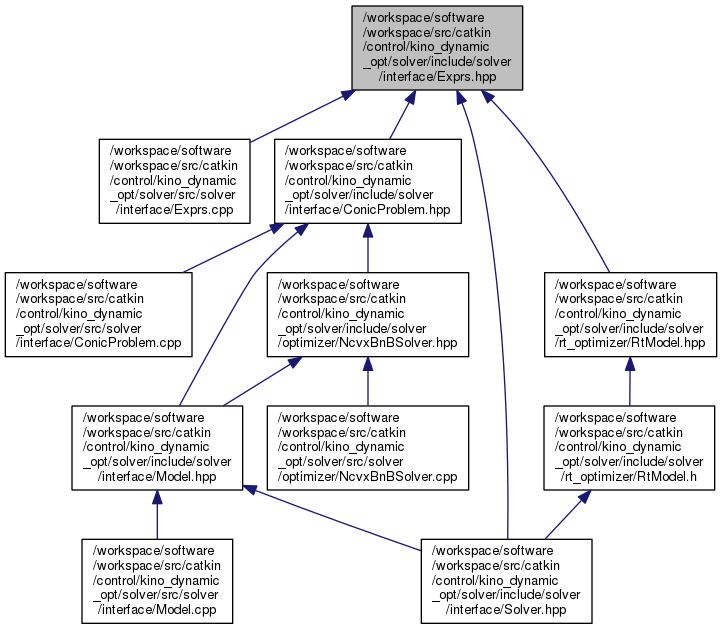 /workspace/software
/workspace/src/catkin
/control/kino_dynamic
_opt/solver/include/solver
/interface/Exprs.hpp
/workspace/software
/workspace/src/catkin
/control/kino_dynamic
_opt/solver/src/solver
/interface/Exprs.cpp
/workspace/software
/workspace/src/catkin
/control/kino_dynamic
_opt/solver/include/solver
/interface/ConicProblem.hpp
/workspace/software
/workspace/src/catkin
/control/kino_dynamic
_opt/solver/src/solver
/interface/ConicProblem.cpp
/workspace/software
/workspace/src/catkin
/control/kino_dynamic
_opt/solver/include/solver
/optimizer/NcvxBnBSolver.hpp
/workspace/software
/workspace/src/catkin
/control/kino_dynamic
_opt/solver/include/solver
/rt_optimizer/RtModel.hpp
/workspace/software
/workspace/src/catkin
/control/kino_dynamic
_opt/solver/include/solver
/interface/Model.hpp
/workspace/software
/workspace/src/catkin
/control/kino_dynamic
_opt/solver/src/solver
/optimizer/NcvxBnBSolver.cpp
/workspace/software
/workspace/src/catkin
/control/kino_dynamic
_opt/solver/include/solver
/rt_optimizer/RtModel.h
/workspace/software
/workspace/src/catkin
/control/kino_dynamic
_opt/solver/src/solver
/interface/Model.cpp
/workspace/software
/workspace/src/catkin
/control/kino_dynamic
_opt/solver/include/solver
/interface/Solver.hpp